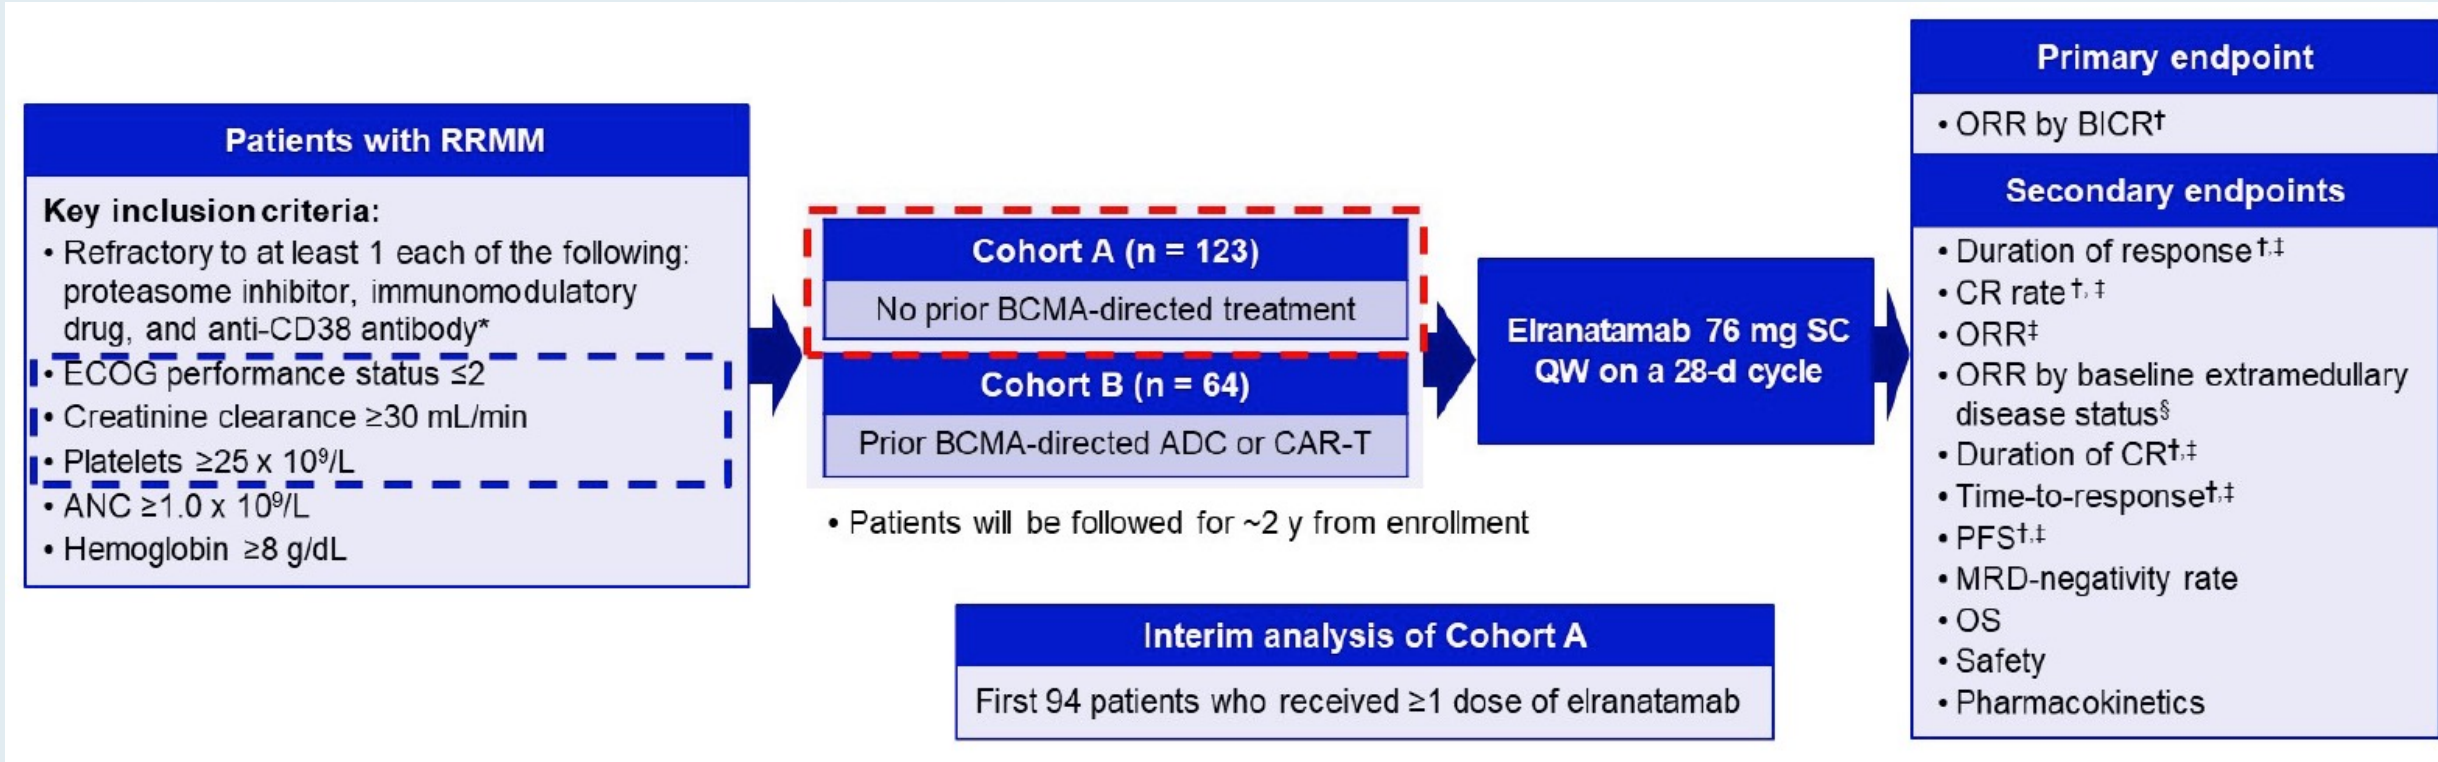 Patients with RRMM
Key inclusion criteria:
• Refractory to at least 1 each of the following:
proteasome inhibitor, immunomodulatory
drug, and anti-CD38 antibody*
• ECOG performance status ≤2
• Creatinine clearance ≥30 mL/min
• Platelets ≥25 x 10⁹/L
• ANC ≥1.0 x 10⁹/L
• Hemoglobin ≥8 g/dL
Cohort A (n = 123)
No prior BCMA-directed treatment
Cohort B (n = 64)
Prior BCMA-directed ADC or CAR-T
• Patients will be followed for ~2 y from enrollment
Interim analysis of Cohort A
First 94 patients who received ≥1 dose of elranatamab
Elranatamab 76 mg SC
QW on a 28-d cycle
Primary endpoint
• ORR by BICR†
Secondary endpoints
• Duration of response†,‡
• CR rate†,‡
• ORR‡
• ORR by baseline extramedullary
disease status§
• Duration of CR†,‡
• Time-to-response†,‡
• PFS†,‡
• MRD-negativity rate
• OS
• Safety
• Pharmacokinetics